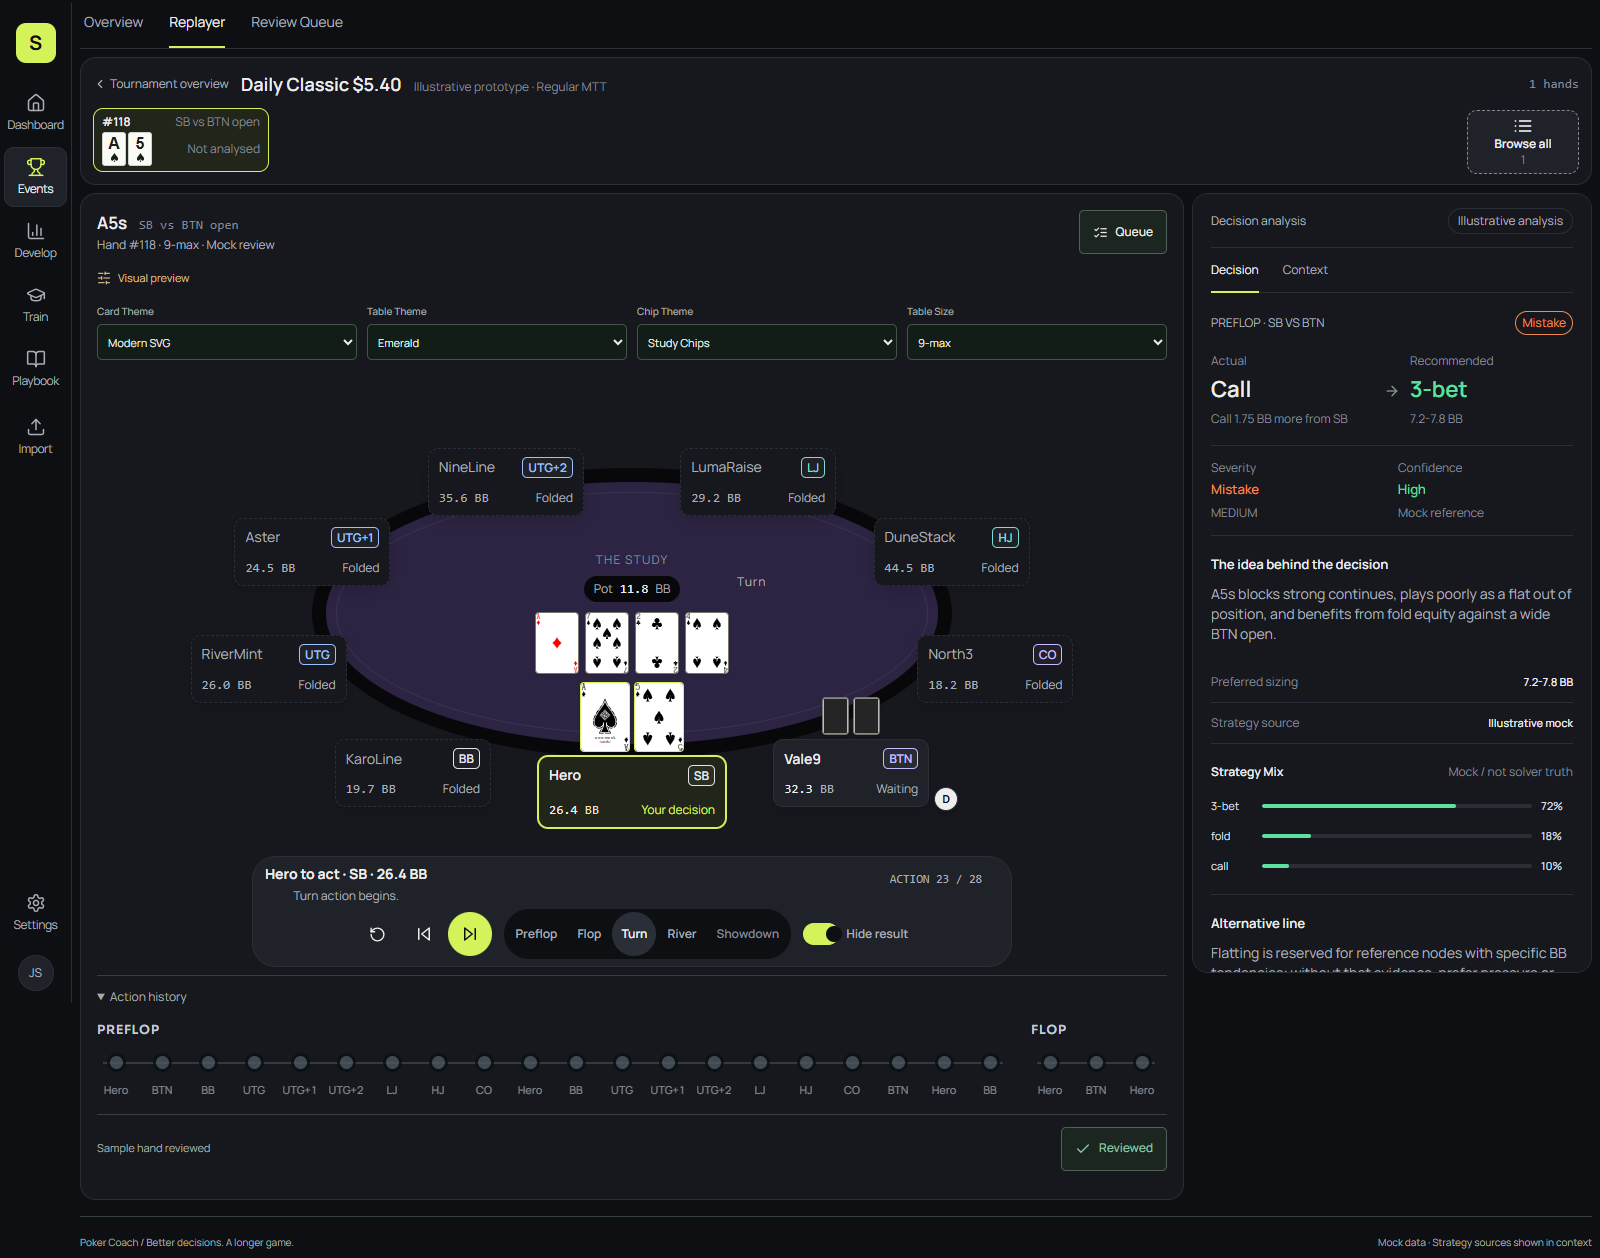 S
Dashboard
Events
Develop
Train
Playbook
Import
Settings
JS
Overview
Replayer
Review Queue
Tournament overview
Daily Classic $5.40
Illustrative prototype · Regular MTT
1 hands
#118
SB vs BTN open
A
5
Not analysed
Browse all
1
A5s
SB vs BTN open
Hand #118 · 9-max · Mock review
Queue
Visual preview
Card Theme
Table Theme
Chip Theme
Table Size
Modern SVG
Emerald
Study Chips
9-max
NineLine
UTG+2
35.6 BB
Folded
LumaRaise
LJ
29.2 BB
Folded
Aster
UTG+1
24.5 BB
Folded
DuneStack
HJ
44.5 BB
Folded
THE STUDY
Pot 11.8 BB
Turn
RiverMint
UTG
26.0 BB
Folded
North3
CO
18.2 BB
Folded
KaroLine
BB
19.7 BB
Folded
Hero
SB
26.4 BB
Your decision
Vale9
BTN
32.3 BB
Waiting
D
Hero to act · SB · 26.4 BB
Turn action begins.
ACTION 23 / 28
Preflop
Flop
Turn
River
Showdown
Hide result
Action history
PREFLOP
FLOP
Hero BTN BB UTG UTG+1 UTG+2 LJ HJ CO Hero BB UTG UTG+1 UTG+2 LJ HJ CO BTN Hero BB
Hero BTN Hero
Sample hand reviewed
Reviewed
Decision analysis
Illustrative analysis
Decision
Context
PREFLOP · SB VS BTN
Mistake
Actual
Recommended
Call
3-bet
Call 1.75 BB more from SB
7.2-7.8 BB
Severity
Confidence
Mistake
High
MEDIUM
Mock reference
The idea behind the decision
A5s blocks strong continues, plays poorly as a flat out of
position, and benefits from fold equity against a wide
BTN open.
Preferred sizing
7.2-7.8 BB
Strategy source
Illustrative mock
Strategy Mix
Mock / not solver truth
3-bet
72%
fold
18%
call
10%
Alternative line
Flatting is reserved for reference nodes with specific BB
tendencies; without that evidence, prefer pressure or
Poker Coach / Better decisions. A longer game.
Mock data · Strategy sources shown in context